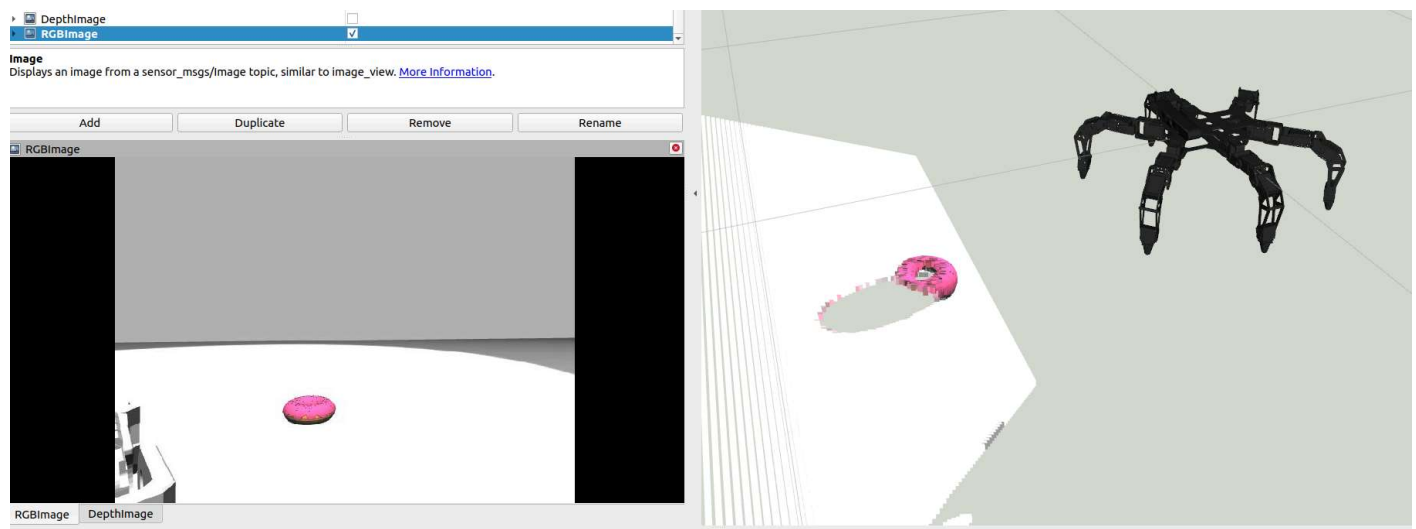 DepthImage
RGBImage
Image
Displays an image from a sensor_msgs/Image topic, similar to image_view. More Information.
Add Duplicate Remove Rename
RGBImage
RGBImage DepthImage